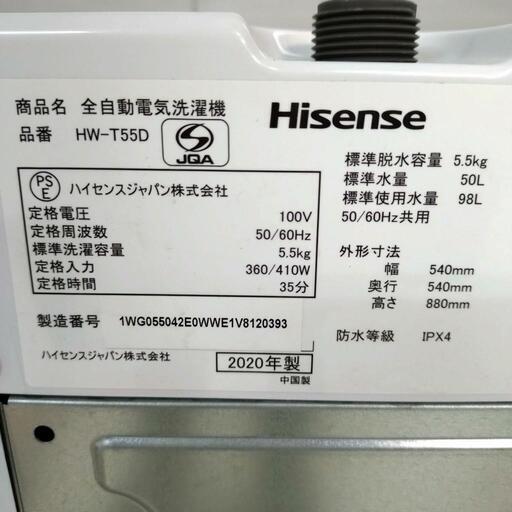 商品名 全自動電気洗濯機
品番 HW-T55D
S
JQA
Hisense
PS
E
ハイセンスジャパン株式会社
定格電圧 100V
定格周波数 50/60Hz
標準洗濯容量 5.5kg
定格入力 360/410W
定格時間 35分
標準脱水容量 5.5kg
標準水量 50L
標準使用水量 98L
50/60Hz共用
外形寸法
幅 540mm
奥行 540mm
高さ 880mm
防水等級 IPX4
製造番号 1WG055042E0WWE1V8120393
ハイセンスジャパン株式会社
2020年製
中国製